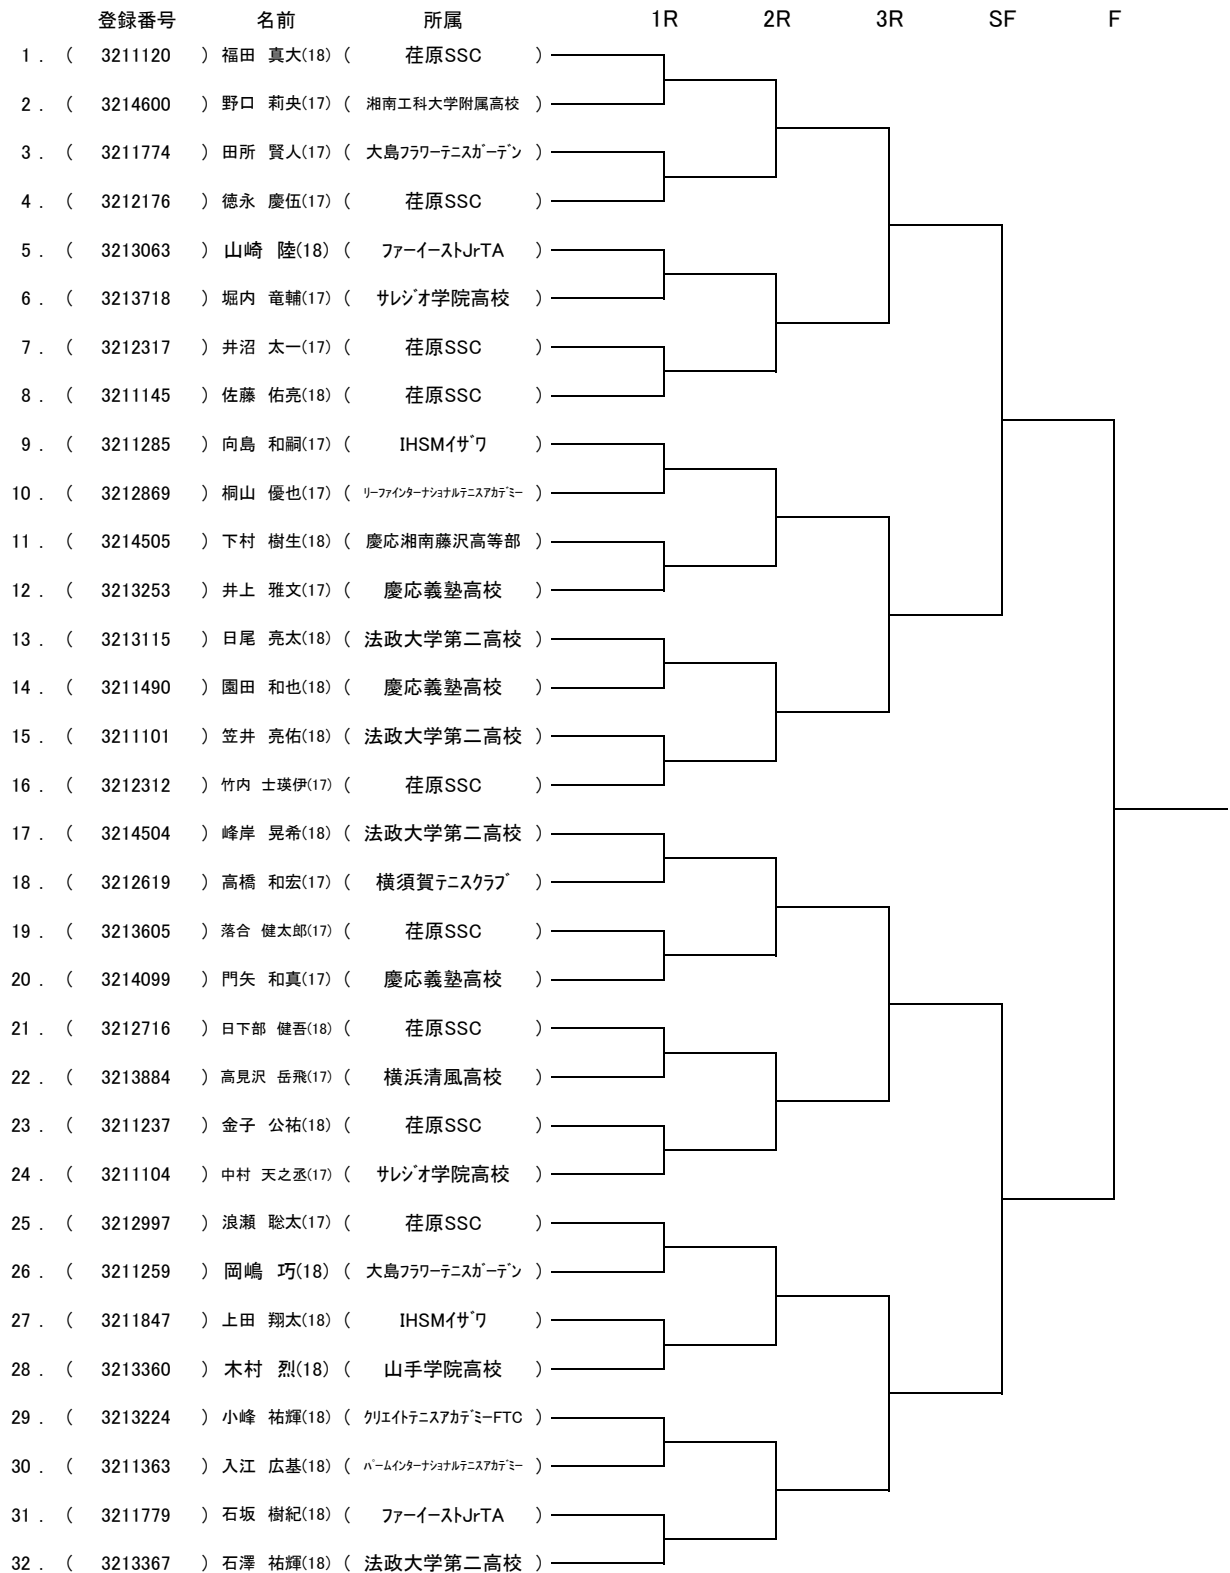 登録番号 名前 所属 1R 2R 3R SF F
1 . ( 3211120 ) 福田 真大(18) ( 荏原SSC )
2 . ( 3214600 ) 野口 莉央(17) ( 湘南工科大学附属高校 )
3 . ( 3211774 ) 田所 賢人(17) ( 大島ﾌﾗﾜｰﾃﾆｽｶﾞｰﾃﾞﾝ )
4 . ( 3212176 ) 徳永 慶伍(17) ( 荏原SSC )
5 . ( 3213063 ) 山崎 陸(18) ( ﾌｧｰｲｰｽﾄJrTA )
6 . ( 3213718 ) 堀内 竜輔(17) ( ｻﾚｼﾞｵ学院高校 )
7 . ( 3212317 ) 井沼 太一(17) ( 荏原SSC )
8 . ( 3211145 ) 佐藤 佑亮(18) ( 荏原SSC )
9 . ( 3211285 ) 向島 和嗣(17) ( IHSMｲｻﾞﾜ )
10 . ( 3212869 ) 桐山 優也(17) ( ﾘｰﾌｧｲﾝﾀｰﾅｼｮﾅﾙﾃﾆｽｱｶﾃﾞﾐｰ )
11 . ( 3214505 ) 下村 樹生(18) ( 慶応湘南藤沢高等部 )
12 . ( 3213253 ) 井上 雅文(17) ( 慶応義塾高校 )
13 . ( 3213115 ) 日尾 亮太(18) ( 法政大学第二高校 )
14 . ( 3211490 ) 園田 和也(18) ( 慶応義塾高校 )
15 . ( 3211101 ) 笠井 亮佑(18) ( 法政大学第二高校 )
16 . ( 3212312 ) 竹内 士瑛伊(17) ( 荏原SSC )
17 . ( 3214504 ) 峰岸 晃希(18) ( 法政大学第二高校 )
18 . ( 3212619 ) 高橋 和宏(17) ( 横須賀ﾃﾆｽｸﾗﾌﾞ )
19 . ( 3213605 ) 落合 健太郎(17) ( 荏原SSC )
20 . ( 3214099 ) 門矢 和真(17) ( 慶応義塾高校 )
21 . ( 3212716 ) 日下部 健吾(18) ( 荏原SSC )
22 . ( 3213884 ) 高見沢 岳飛(17) ( 横浜清風高校 )
23 . ( 3211237 ) 金子 公祐(18) ( 荏原SSC )
24 . ( 3211104 ) 中村 天之丞(17) ( ｻﾚｼﾞｵ学院高校 )
25 . ( 3212997 ) 浪瀬 聡太(17) ( 荏原SSC )
26 . ( 3211259 ) 岡嶋 巧(18) ( 大島ﾌﾗﾜｰﾃﾆｽｶﾞｰﾃﾞﾝ )
27 . ( 3211847 ) 上田 翔太(18) ( IHSMｲｻﾞﾜ )
28 . ( 3213360 ) 木村 烈(18) ( 山手学院高校 )
29 . ( 3213224 ) 小峰 祐輝(18) ( ｸﾘｴｲﾄﾃﾆｽｱｶﾃﾞﾐｰFTC )
30 . ( 3211363 ) 入江 広基(18) ( ﾊﾟｰﾑｲﾝﾀｰﾅｼｮﾅﾙﾃﾆｽｱｶﾃﾞﾐｰ )
31 . ( 3211779 ) 石坂 樹紀(18) ( ﾌｧｰｲｰｽﾄJrTA )
32 . ( 3213367 ) 石澤 祐輝(18) ( 法政大学第二高校 )